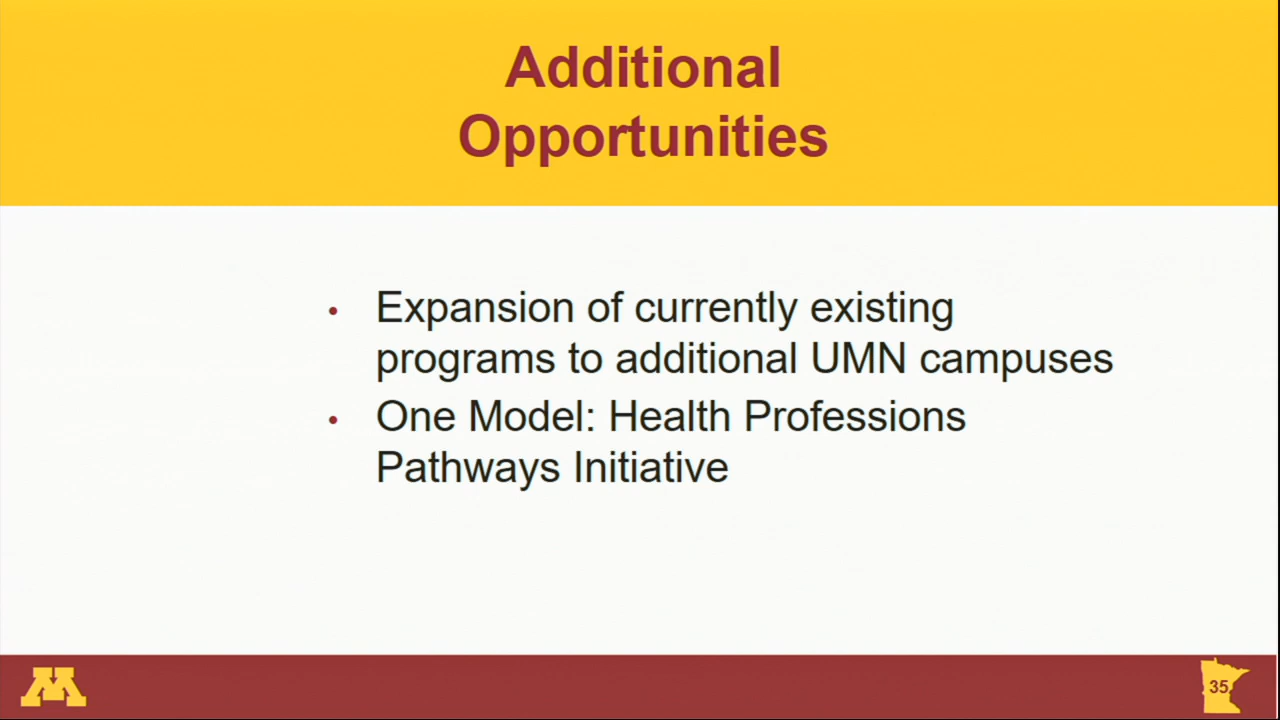 Additional
Opportunities
• Expansion of currently existing
programs to additional UMN campuses
• One Model: Health Professions
Pathways Initiative
M
35